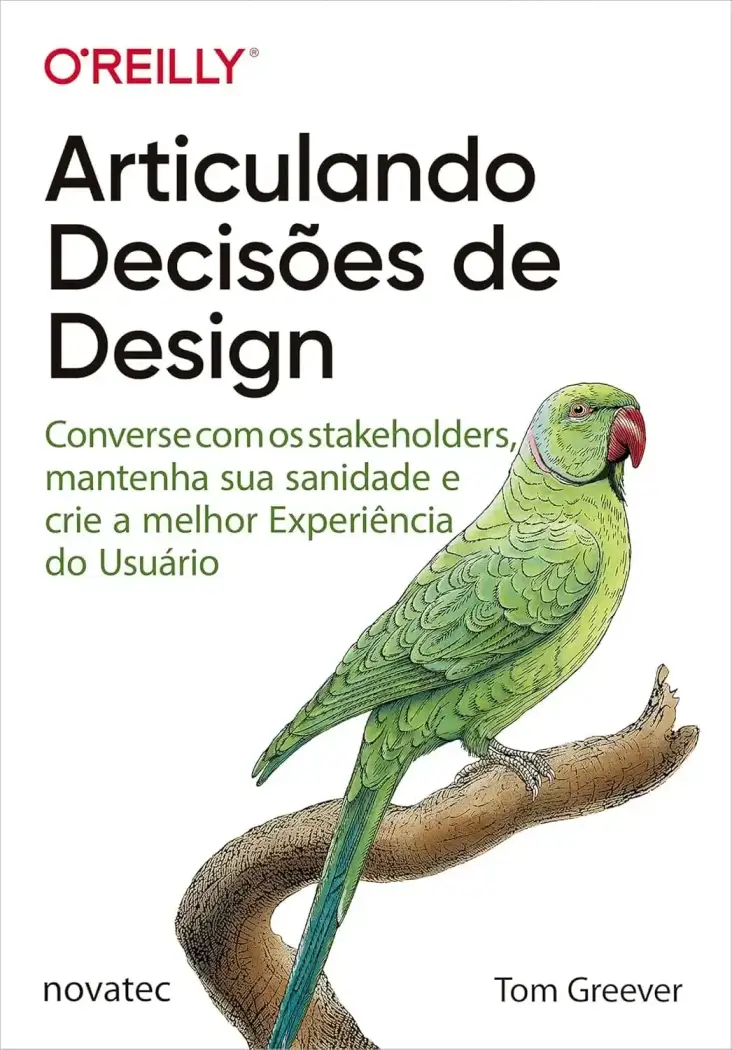 O'REILLY®
Articulando
Decisões de
Design
Converse com os stakeholders,
mantenha sua sanidade e
crie a melhor Experiência
do Usuário
novatec
Tom Greever